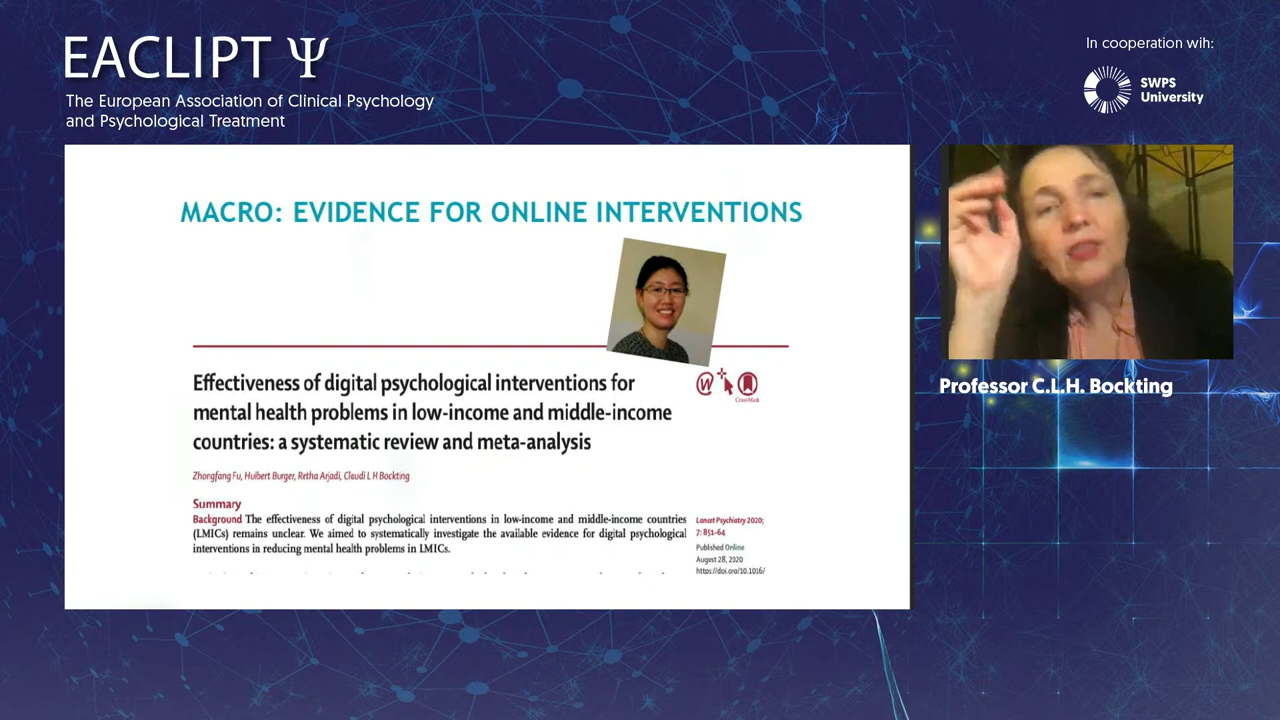 EACLIPT Ψ
The European Association of Clinical Psychology
and Psychological Treatment
In cooperation wih:
SWPS
University
MACRO: EVIDENCE FOR ONLINE INTERVENTIONS
Effectiveness of digital psychological interventions for
mental health problems in low-income and middle-income
countries: a systematic review and meta-analysis
CrossMark
Zhongfang Fu, Huibert Burger, Retha Arjadi, Claudi L H Bockting
Summary
Background The effectiveness of digital psychological interventions in low-income and middle-income countries
(LMICs) remains unclear. We aimed to systematically investigate the available evidence for digital psychological
interventions in reducing mental health problems in LMICs.
Lancet Psychiatry 2020;
7: 851-64
Published Online
August 28, 2020
https://doi.org/10.1016/
Professor C.L.H. Bockting